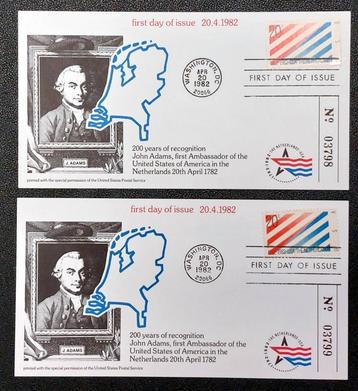 first day of issue 20.4.1982
WASHINGTON, DC
APR
20
1982
20066
20c
FIRST DAY OF ISSUE
200 years of recognition
John Adams, first Ambassador of the
United States of America in the
Netherlands 20th April 1782
J ADAMS
printed with the special permission of the United States Postal Service
No 03798
first day of issue 20.4.1982
WASHINGTON, DC
APR
20
1982
20066
20c
FIRST DAY OF ISSUE
200 years of recognition
John Adams, first Ambassador of the
United States of America in the
Netherlands 20th April 1782
J ADAMS
printed with the special permission of the United States Postal Service
No 03799